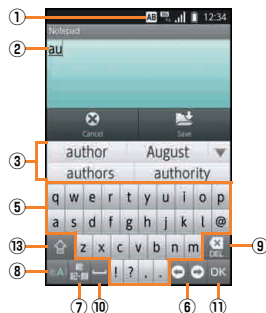 ① AB 12:34
Notepad
② au
Cancel Save
③ author August
authors authority
⑤ q w e r t y u i o p
a s d f g h j k l @
⑬ z x c v b n m DEL ⑨
⑧ ! ? , . OK
⑦ ⑩ ⑥ ⑪